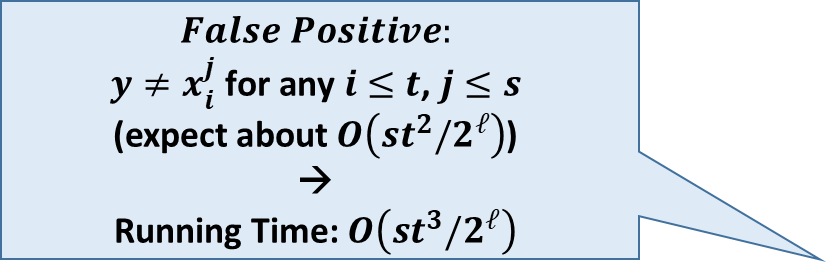 False Positive:
y ≠ x_i^j for any i ≤ t, j ≤ s
(expect about O(st²/2^ℓ))
→
Running Time: O(st³/2^ℓ)